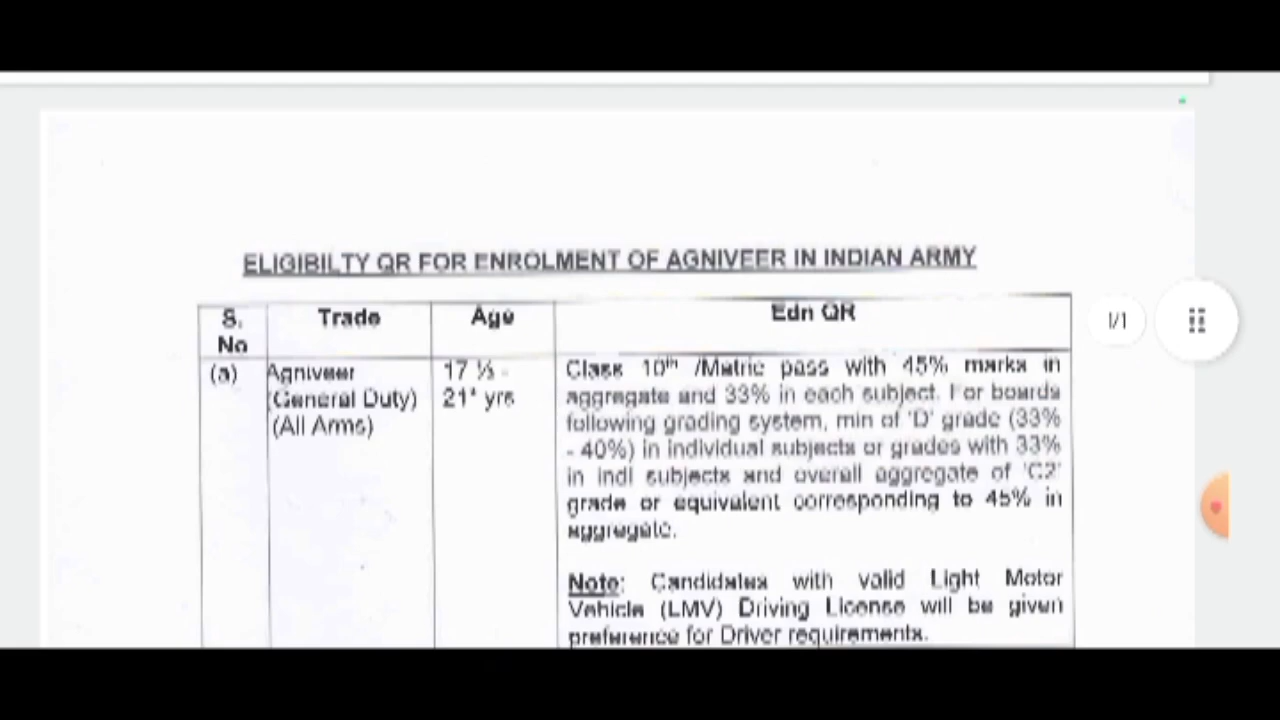 ELIGIBILTY QR FOR ENROLMENT OF AGNIVEER IN INDIAN ARMY
S. No
Trade
Age
Edn QR
(a)
Agniveer
(General Duty)
(All Arms)
17 ½ -
21* yrs
Class 10th /Matric pass with 45% marks in
aggregate and 33% in each subject. For boards
following grading system, min of 'D' grade (33%
- 40%) in individual subjects or grades with 33%
in indl subjects and overall aggregate of 'C2'
grade or equivalent corresponding to 45% in
aggregate.
Note: Candidates with valid Light Motor
Vehicle (LMV) Driving License will be given
preference for Driver requirements.
1/1